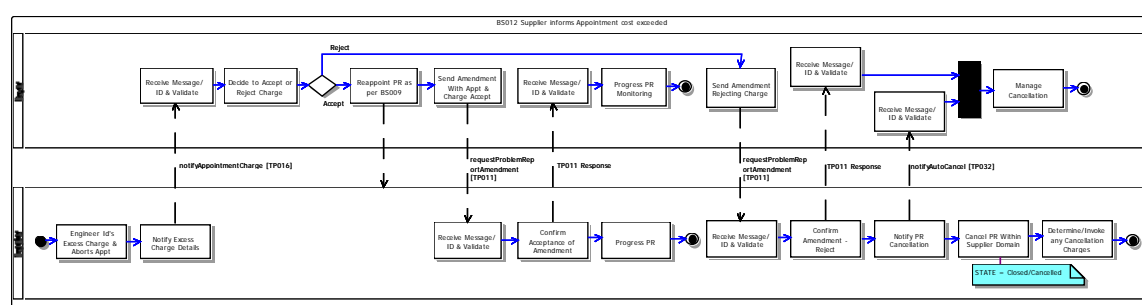 BS012 Supplier informs Appointment cost exceeded
Reject
Receive Message/
ID & Validate
Decide to Accept or
Reject Charge
Accept
Reappoint PR as
per BS009
Send Amendment
With Appt &
Charge Accept
Receive Message/
ID & Validate
Progress PR
Monitoring
Send Amendment
Rejecting Charge
Receive Message/
ID & Validate
Receive Message/
ID & Validate
Manage
Cancellation
notifyAppointmentCharge [TP016]
requestProblemRep
ortAmendment
[TP011]
TP011 Response
requestProblemRep
ortAmendment
[TP011]
TP011 Response
notifyAutoCancel [TP032]
Engineer Id's
Excess Charge &
Aborts Appt
Notify Excess
Charge Details
Receive Message/
ID & Validate
Confirm
Acceptance of
Amendment
Progress PR
Receive Message/
ID & Validate
Confirm
Amendment -
Reject
Notify PR
Cancellation
Cancel PR Within
Supplier Domain
Determine/Invoke
any Cancellation
Charges
STATE = Closed/Cancelled